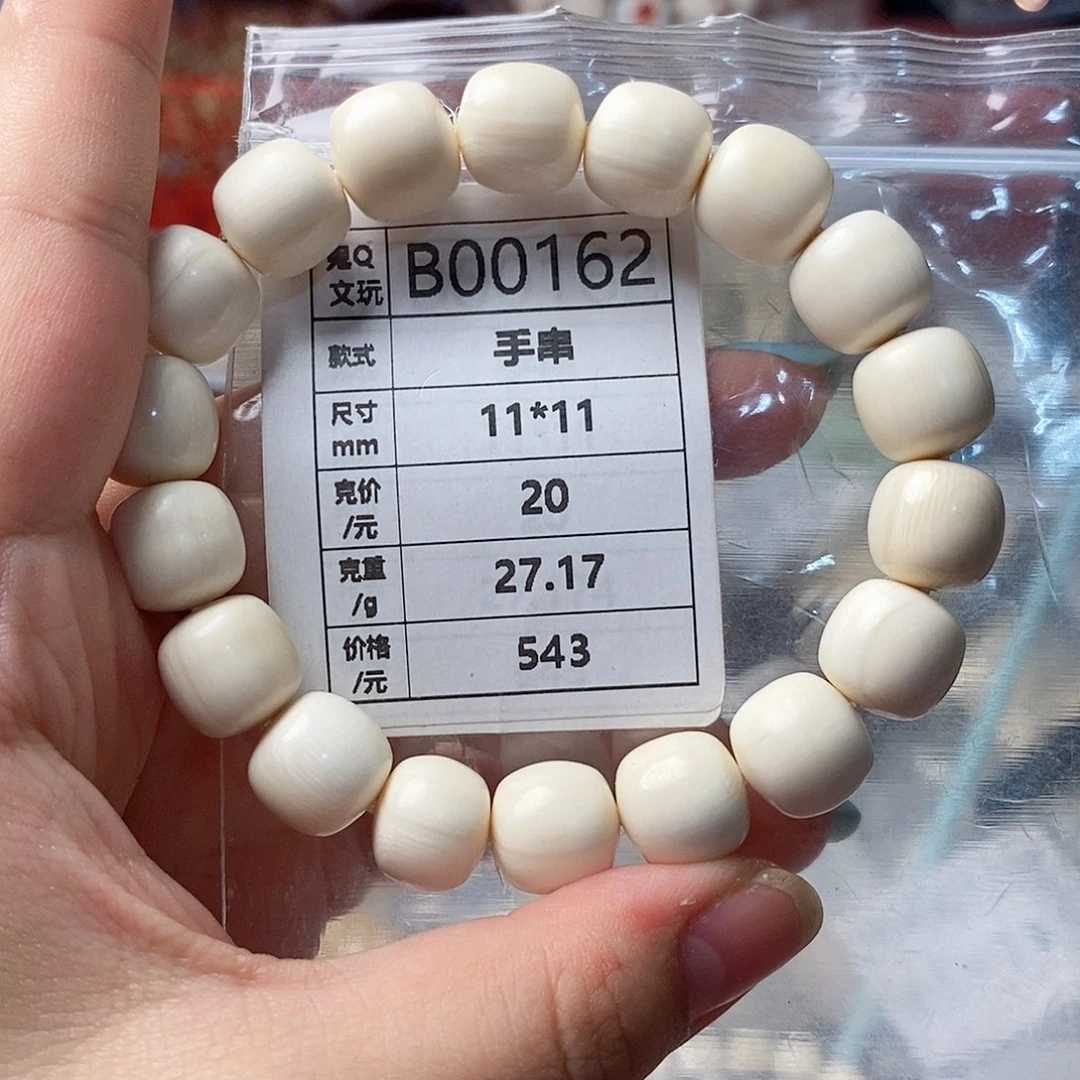 Q B00162
文玩
款式 手串
尺寸 11*11
mm
克价 20
/元
克重 27.17
/g
价格 543
/元